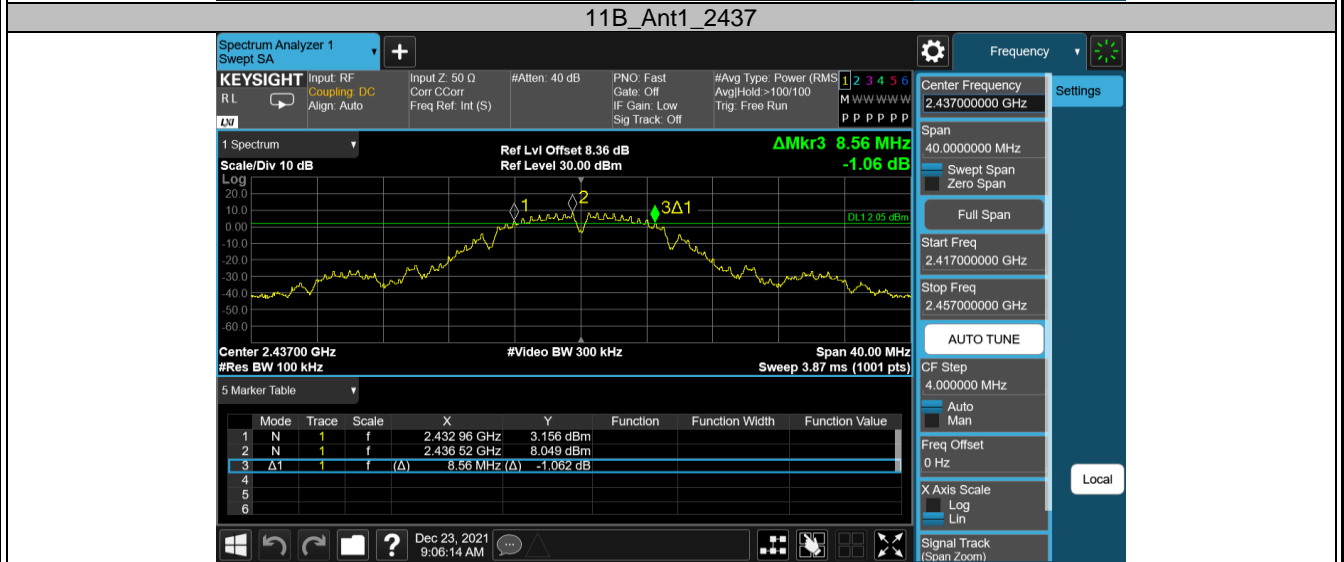 11B_Ant1_2437
Spectrum Analyzer 1
Swept SA
+
Frequency
KEYSIGHT
R L
LXI
Input: RF
Coupling: DC
Align: Auto
Input Z: 50 Ω
Corr CCorr
Freq Ref: Int (S)
#Atten: 40 dB
PNO: Fast
Gate: Off
IF Gain: Low
Sig Track: Off
#Avg Type: Power (RMS
Avg|Hold:>100/100
Trig: Free Run
1 2 3 4 5 6
M W W W W W
P P P P P P
1 Spectrum
Scale/Div 10 dB
Ref Lvl Offset 8.36 dB
Ref Level 30.00 dBm
ΔMkr3 8.56 MHz
-1.06 dB
Log
20.0
10.0
0.00
-10.0
-20.0
-30.0
-40.0
-50.0
-60.0
1
2
3Δ1
DL1 2.05 dBm
Center 2.43700 GHz
#Video BW 300 kHz
Span 40.00 MHz
#Res BW 100 kHz
Sweep 3.87 ms (1001 pts)
5 Marker Table
Mode Trace Scale X Y Function Function Width Function Value
1 N 1 f 2.432 96 GHz 3.156 dBm
2 N 1 f 2.436 52 GHz 8.049 dBm
3 Δ1 1 f (Δ) 8.56 MHz (Δ) -1.062 dB
4
5
6
?
Dec 23, 2021
9:06:14 AM
Center Frequency
2.437000000 GHz
Settings
Span
40.0000000 MHz
Swept Span
Zero Span
Full Span
Start Freq
2.417000000 GHz
Stop Freq
2.457000000 GHz
AUTO TUNE
CF Step
4.000000 MHz
Auto
Man
Freq Offset
0 Hz
X Axis Scale
Log
Lin
Local
Signal Track
(Span Zoom)